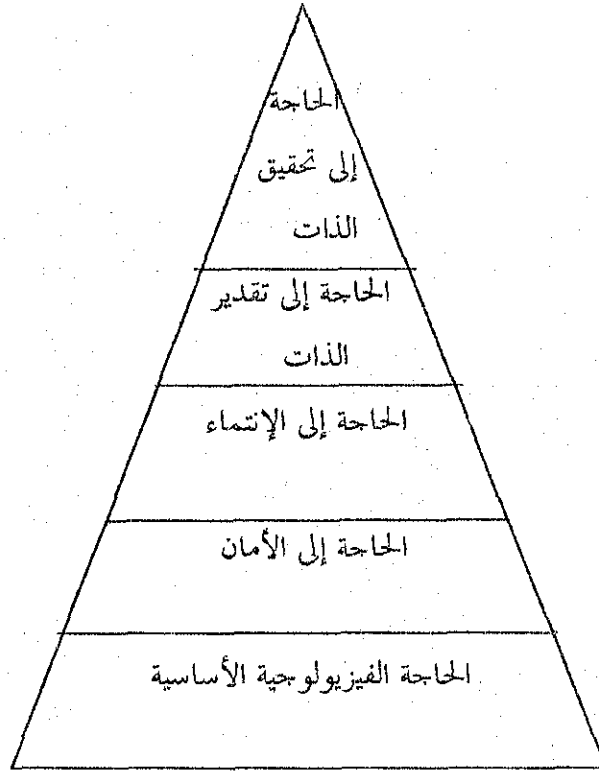 الحاجة
إلى تحقيق
الذات
الحاجة إلى تقدير
الذات
الحاجة إلى الإنتماء
الحاجة إلى الأمان
الحاجة الفيزيولوجية الأساسية